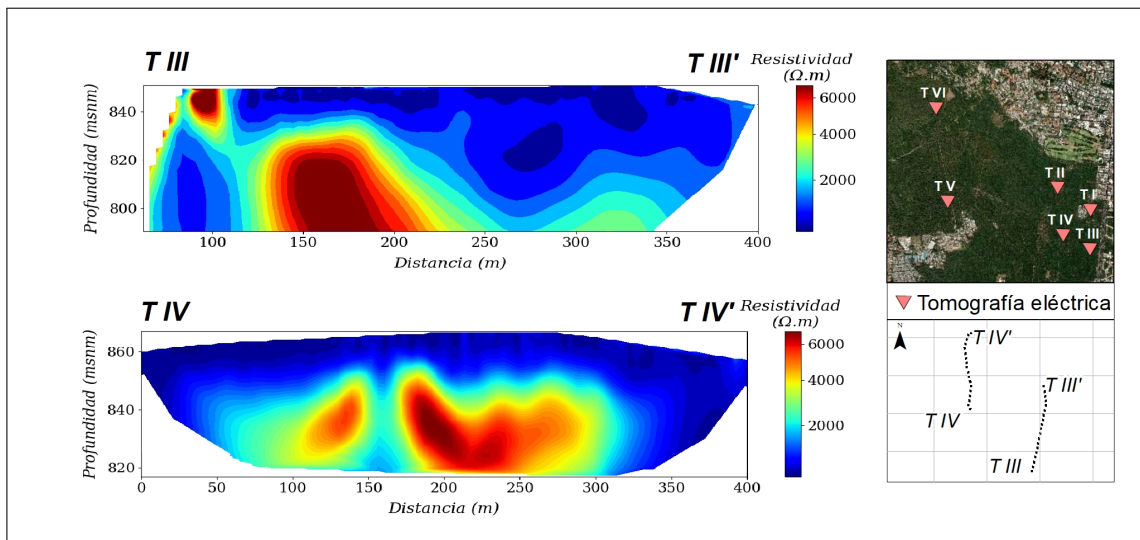 T III
T III'
Resistividad
(Ω.m)
Profundidad (msnm)
840
820
800
100
150
200
250
300
350
400
Distancia (m)
6000
4000
2000
T IV
T IV'
Resistividad
(Ω.m)
Profundidad (msnm)
860
840
820
0
50
100
150
200
250
300
350
400
Distancia (m)
6000
4000
2000
T VI
T II
T V
T I
T IV
T III
Tomografía eléctrica
N
T IV'
T III'
T IV
T III